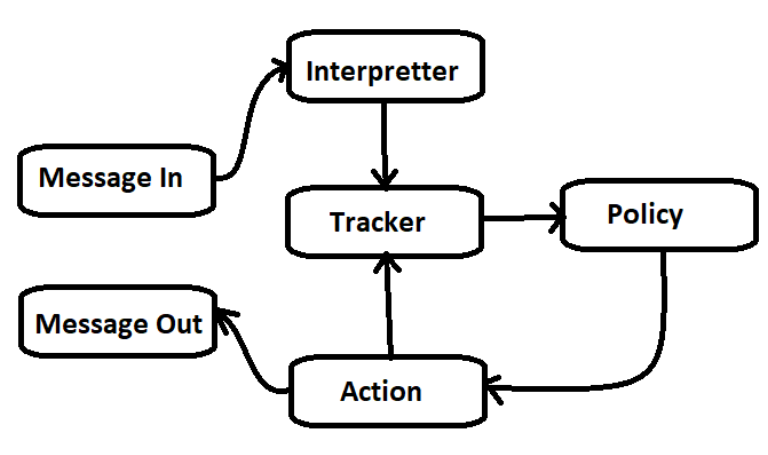 Interpretter
Message In
Tracker
Policy
Message Out
Action